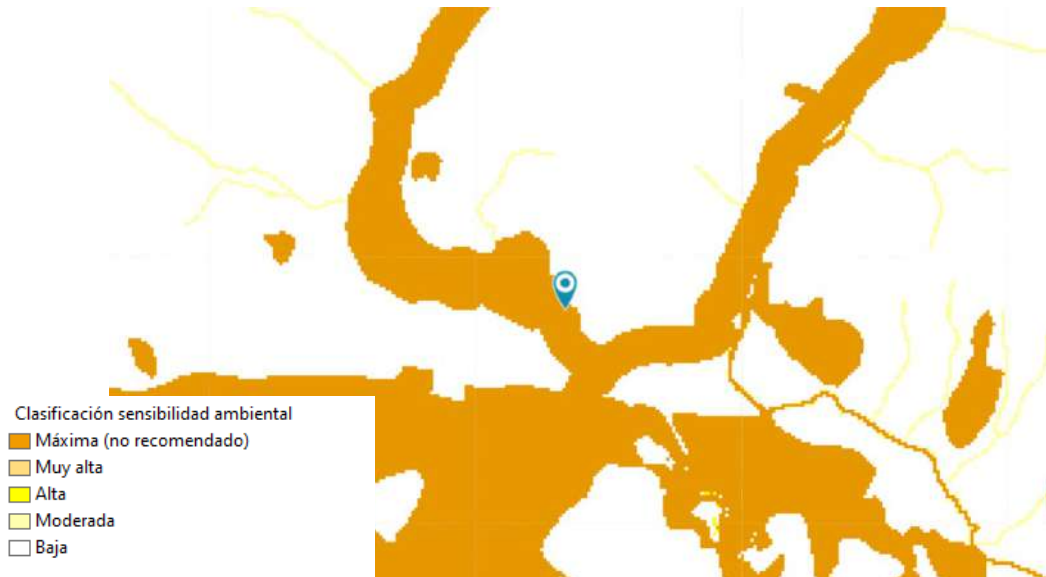 Clasificación sensibilidad ambiental
Máxima (no recomendado)
Muy alta
Alta
Moderada
Baja